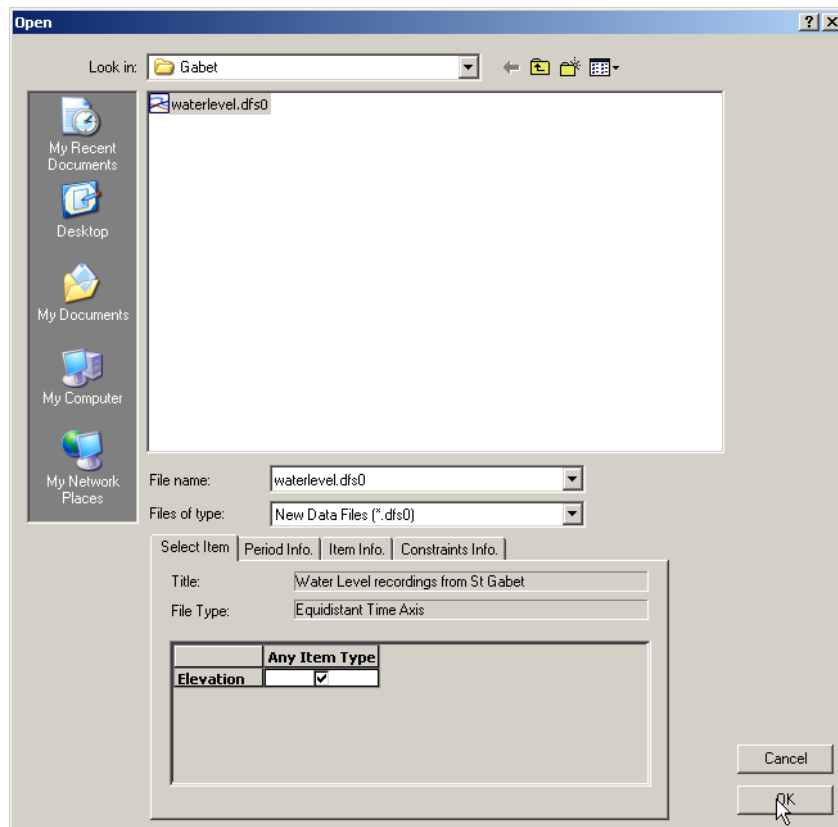 Open
Look in: Gabet
waterlevel.dfs0
My Recent
Documents
Desktop
My Documents
My Computer
My Network
Places
File name: waterlevel.dfs0
Files of type: New Data Files (*.dfs0)
Select Item Period Info. Item Info. Constraints Info.
Title: Water Level recordings from St Gabet
File Type: Equidistant Time Axis
Any Item Type
Elevation
Cancel
OK